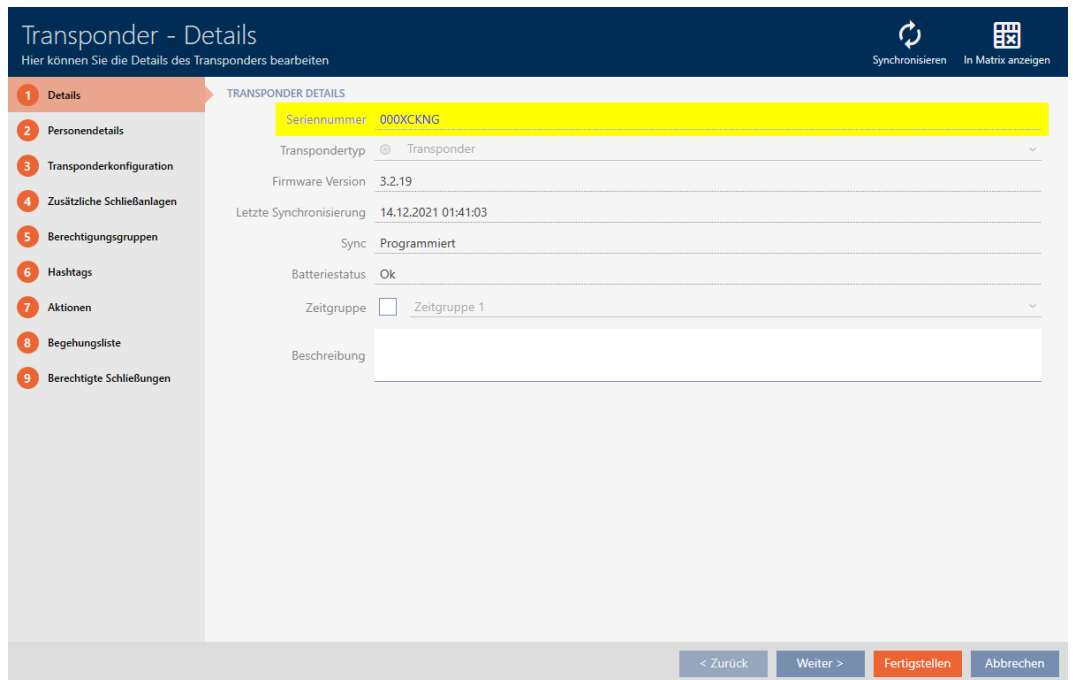 Transponder - Details
Hier können Sie die Details des Transponders bearbeiten
Synchronisieren
In Matrix anzeigen
1 Details
2 Personendetails
3 Transponderkonfiguration
4 Zusätzliche Schließanlagen
5 Berechtigungsgruppen
6 Hashtags
7 Aktionen
8 Begehungsliste
9 Berechtigte Schließungen
TRANSPONDER DETAILS
Seriennummer 000XCKNG
Transpondertyp Transponder
Firmware Version 3.2.19
Letzte Synchronisierung 14.12.2021 01:41:03
Sync Programmiert
Batteriestatus Ok
Zeitgruppe Zeitgruppe 1
Beschreibung
< Zurück
Weiter >
Fertigstellen
Abbrechen